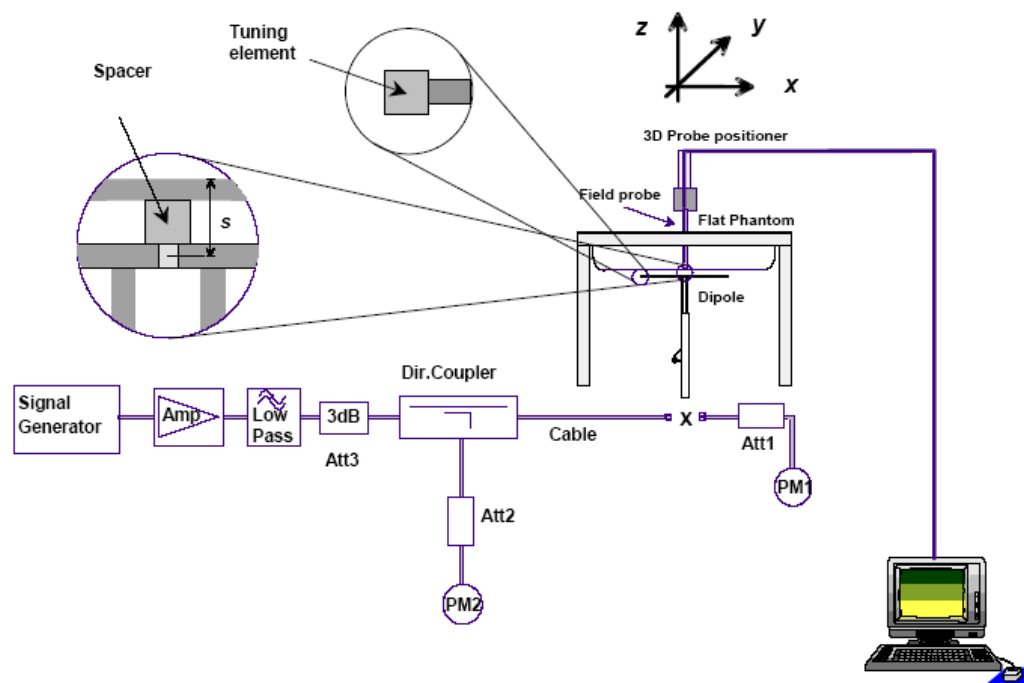 Tuning
element
Spacer
z
y
x
3D Probe positioner
Field probe
Flat Phantom
s
Dipole
Dir.Coupler
Signal
Generator
Amp
Low
Pass
3dB
Att3
Cable
X
Att1
PM1
Att2
PM2